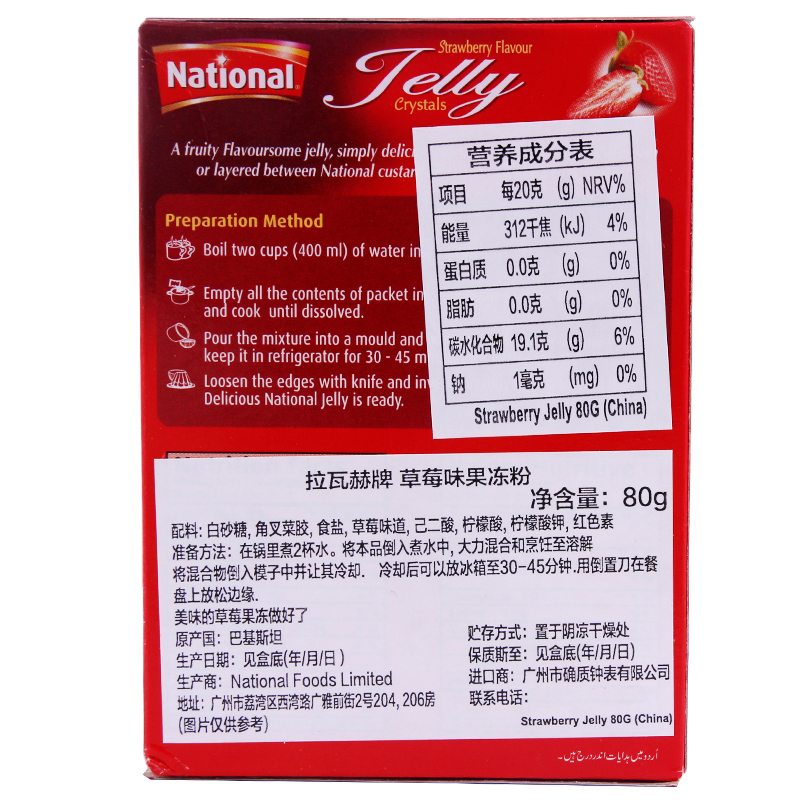 National
Strawberry Flavour
Jelly
Crystals
A fruity Flavoursome jelly, simply
or layered between National
Preparation Method
Boil two cups (400 ml) of water in
Empty all the contents of packet in
and cook until dissolved.
Pour the mixture into a mould and
keep it in refrigerator for 30 - 45
Loosen the edges with knife and
Delicious National Jelly is ready.
营养成分表
项目 每20克 (g) NRV%
能量 312千焦 (kJ) 4%
蛋白质 0.0克 (g) 0%
脂肪 0.0克 (g) 0%
碳水化合物 19.1克 (g) 6%
钠 1毫克 (mg) 0%
Strawberry Jelly 80G (China)
拉瓦赫牌 草莓味果冻粉
净含量：80g
配料: 白砂糖, 角叉菜胶, 食盐, 草莓味道, 己二酸, 柠檬酸, 柠檬酸钾, 红色素
准备方法：在锅里煮2杯水。将本品倒入煮水中, 大力混合和烹饪至溶解
将混合物倒入模子中并让其冷却. 冷却后可以放冰箱至30-45分钟.用倒置刀在餐
盘上放松边缘.
美味的草莓果冻做好了
原产国：巴基斯坦
生产日期：见盒底(年/月/日)
生产商：National Foods Limited
地址：广州市荔湾区西湾路广雅前街2号204, 206房
(图片仅供参考)
贮存方式：置于阴凉干燥处
保质斯至：见盒底(年/月/日)
进口商：广州市确质钟表有限公司
联系电话：
Strawberry Jelly 80G (China)
اُردو میں ہدایات اندر درج ہیں۔